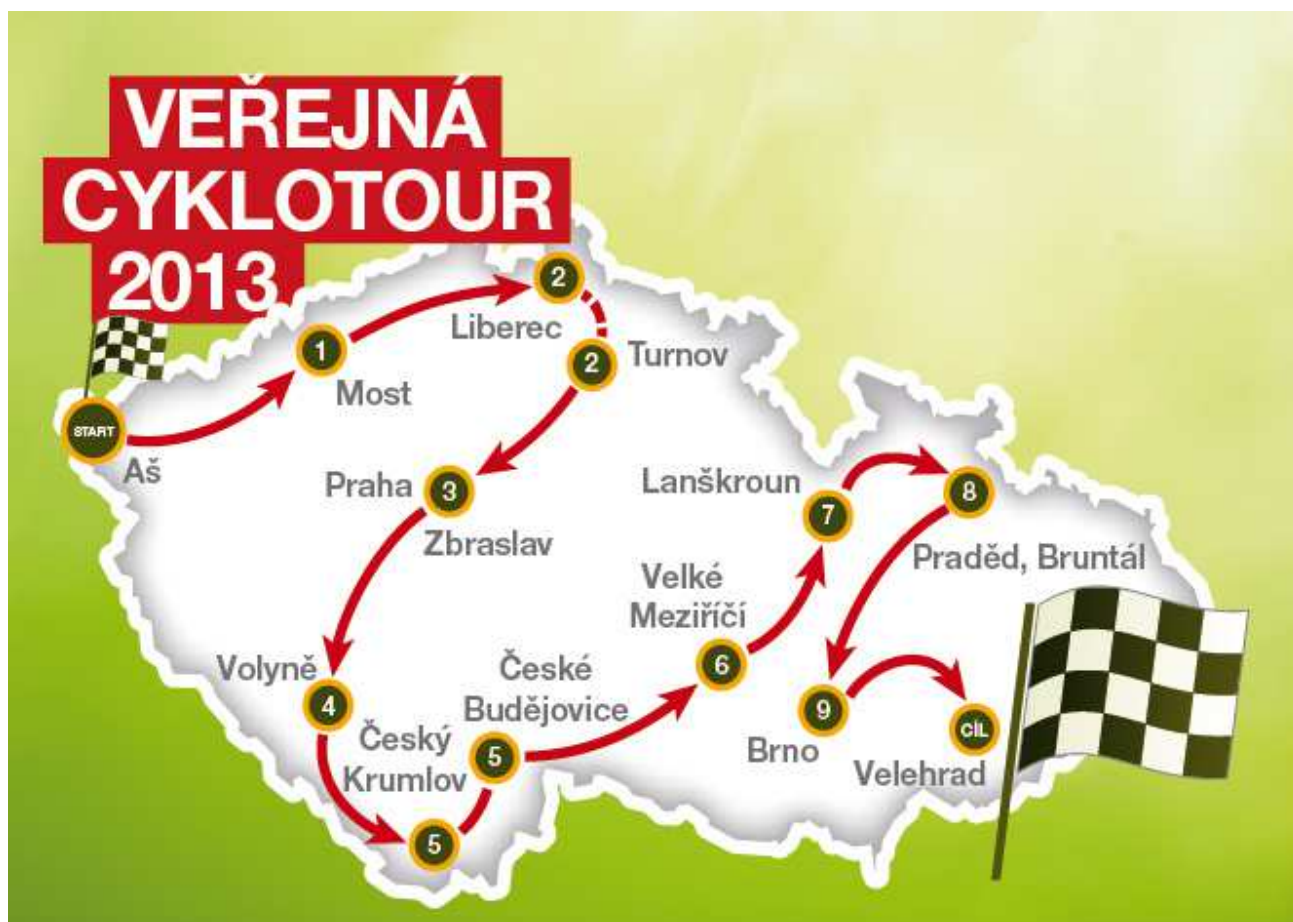 VEŘEJNÁ
CYKLOTOUR
2013
START
Aš
1
Most
2
Liberec
2
Turnov
Praha
3
Zbraslav
Volyně
4
Český
Krumlov
5
České
Budějovice
5
Velké
Meziříčí
6
Lanškroun
7
8
Praděd, Bruntál
9
Brno
CÍL
Velehrad